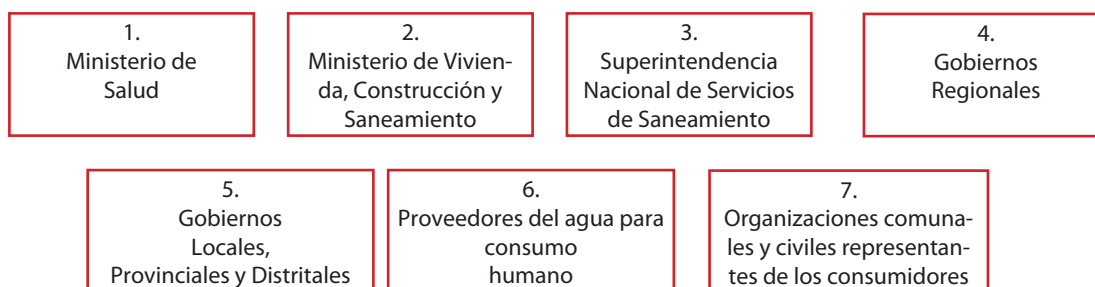 1.
Ministerio de
Salud
2.
Ministerio de Vivien-
da, Construcción y
Saneamiento
3.
Superintendencia
Nacional de Servicios
de Saneamiento
4.
Gobiernos
Regionales
5.
Gobiernos
Locales,
Provinciales y Distritales
6.
Proveedores del agua para
consumo
humano
7.
Organizaciones comuna-
les y civiles representan-
tes de los consumidores